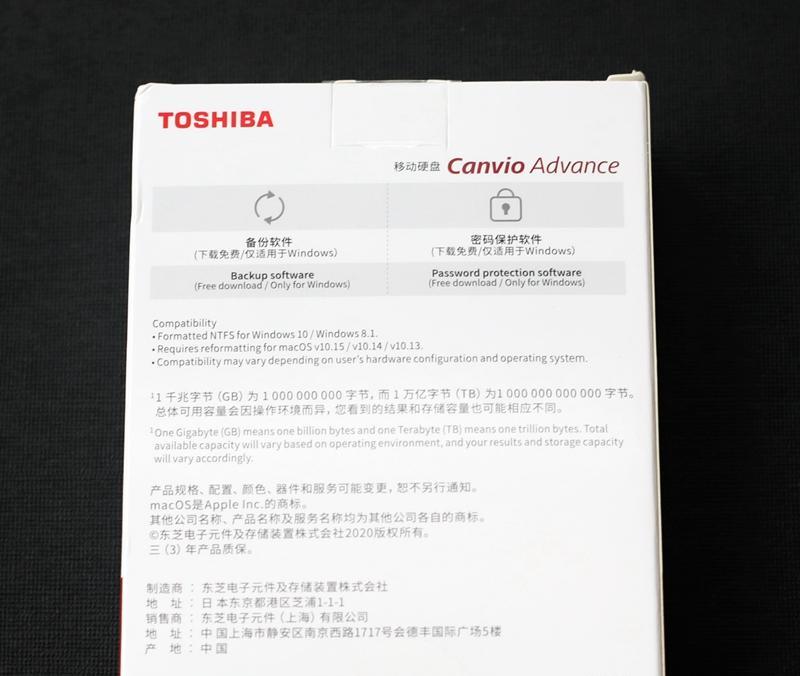 TOSHIBA
移动硬盘 Canvio Advance
备份软件
(下载免费/仅适用于Windows)
密码保护软件
(下载免费/仅适用于Windows)
Backup software
(Free download / Only for Windows)
Password protection software
(Free download / Only for Windows)
Compatibility
• Formatted NTFS for Windows 10 / Windows 8.1.
• Requires reformatting for macOS v10.15 / v10.14 / v10.13.
• Compatibility may vary depending on user's hardware configuration and operating system.
¹1 千兆字节 (GB) 为 1 000 000 000 字节，而 1 万亿字节 (TB) 为1 000 000 000 000 字节。
总体可用容量会因操作环境而异，您看到的结果和存储容量也可能相应不同。
¹One Gigabyte (GB) means one billion bytes and one Terabyte (TB) means one trillion bytes. Total
available capacity will vary based on operating environment, and your results and storage capacity
will vary accordingly.
产品规格、配置、颜色、器件和服务可能变更，恕不另行通知。
macOS是Apple Inc.的商标。
其他公司名称、产品名称及服务名称均为其他公司各自的商标。
©东芝电子元件及存储装置株式会社2020版权所有。
三 (3) 年产品质保。
制造商 ：东芝电子元件及存储装置株式会社
地 址 ：日本东京都港区芝浦1-1-1
销售商 ：东芝电子元件 (上海) 有限公司
地 址 ：中国上海市静安区南京西路1717号会德丰国际广场5楼
产 地 ：中国